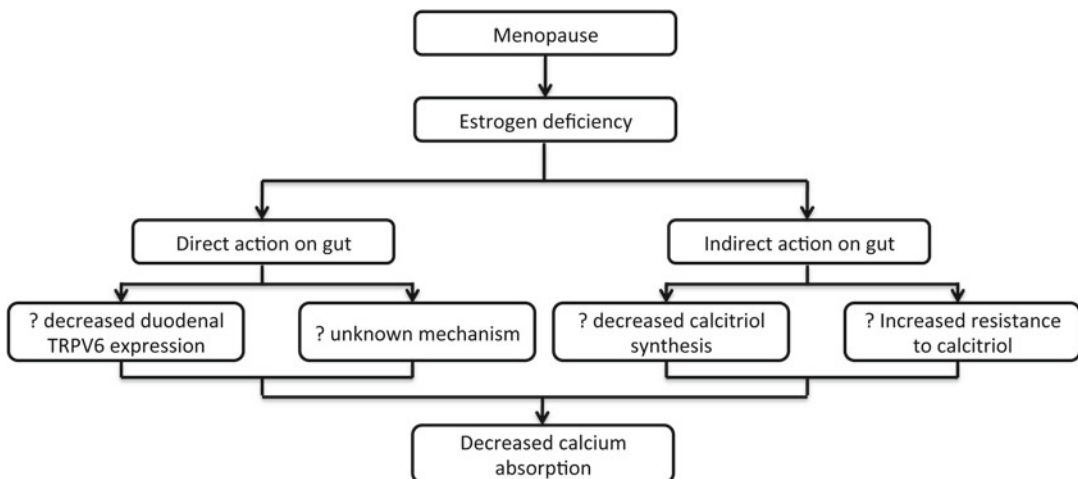 Menopause
Estrogen deficiency
Direct action on gut
Indirect action on gut
? decreased duodenal
TRPV6 expression
? unknown mechanism
? decreased calcitriol
synthesis
? Increased resistance
to calcitriol
Decreased calcium
absorption